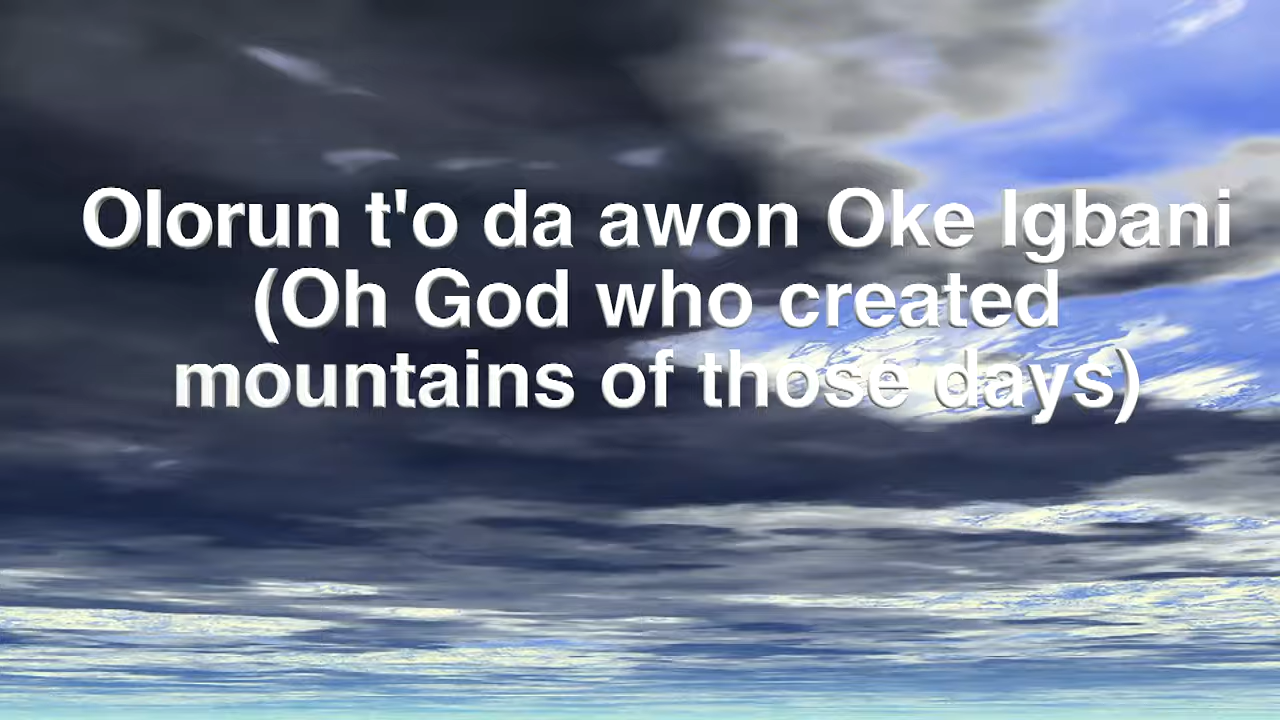 Olorun t'o da awon Oke Igbani
(Oh God who created
mountains of those days)